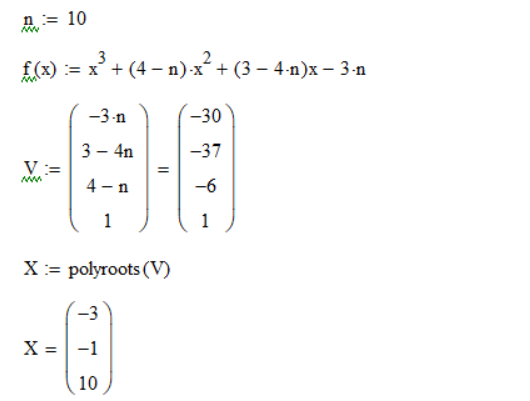 n := 10
f(x) := x³ + (4 − n)·x² + (3 − 4·n)x − 3·n
V := ( −3·n ) = ( −30 )
( 3 − 4n ) ( −37 )
( 4 − n ) ( −6 )
( 1 ) ( 1 )
X := polyroots(V)
X = ( −3 )
( −1 )
( 10 )